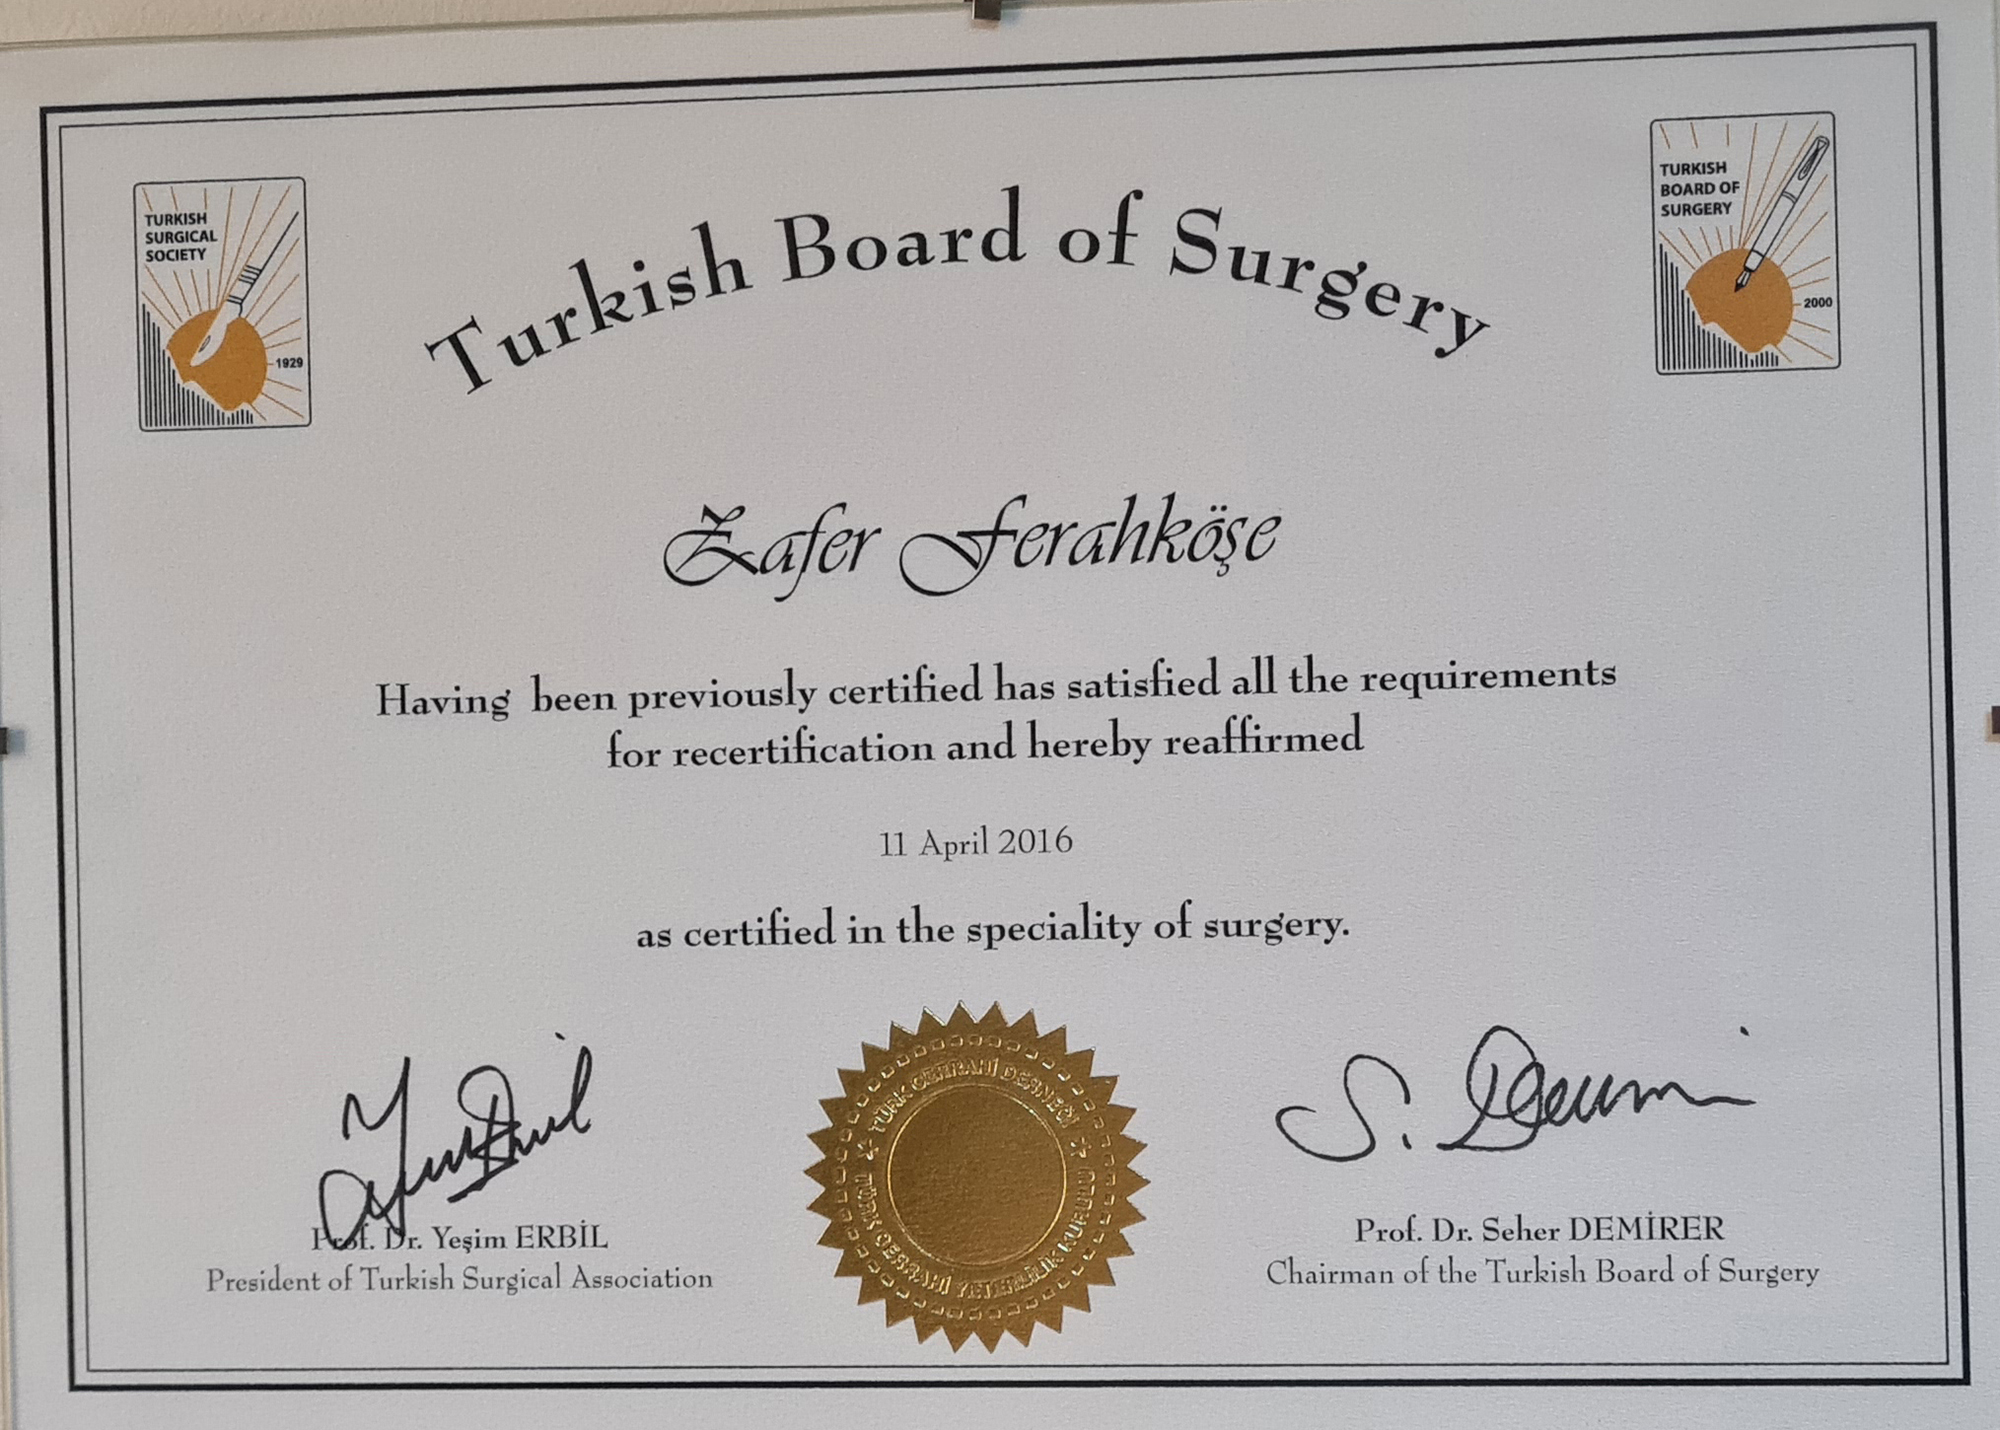 TURKISH
SURGICAL
SOCIETY
1929
TURKISH
BOARD OF
SURGERY
2000
Turkish Board of Surgery
Zafer Ferahköşe
Having been previously certified has satisfied all the requirements
for recertification and hereby reaffirmed
11 April 2016
as certified in the speciality of surgery.
TÜRK CERRAHİ DERNEĞİ
TÜRK CERRAHİ YETERLİLİK KURULU
S. Demi
Prof. Dr. Yeşim ERBİL
President of Turkish Surgical Association
Prof. Dr. Seher DEMİRER
Chairman of the Turkish Board of Surgery